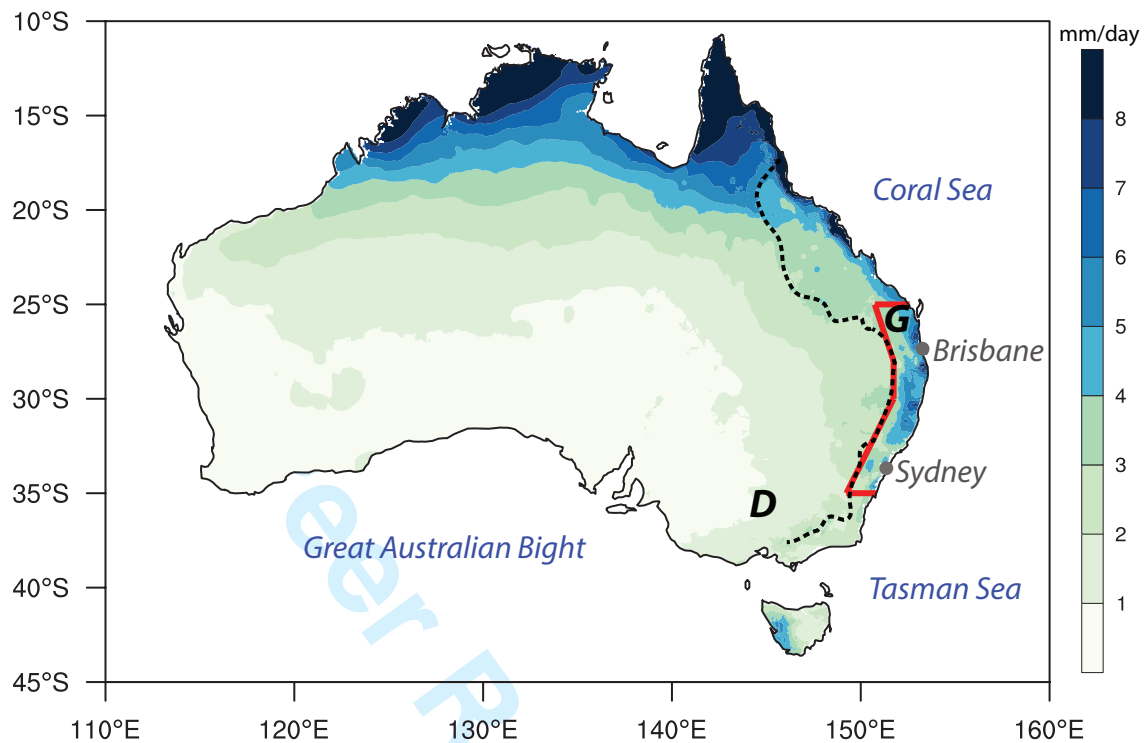 10°S
mm/day
15°S
8
Coral Sea
7
20°S
6
25°S
G
5
Brisbane
4
30°S
3
Sydney
35°S
D
2
Great Australian Bight
40°S
Tasman Sea
1
45°S
110°E 120°E 130°E 140°E 150°E 160°E
eer R